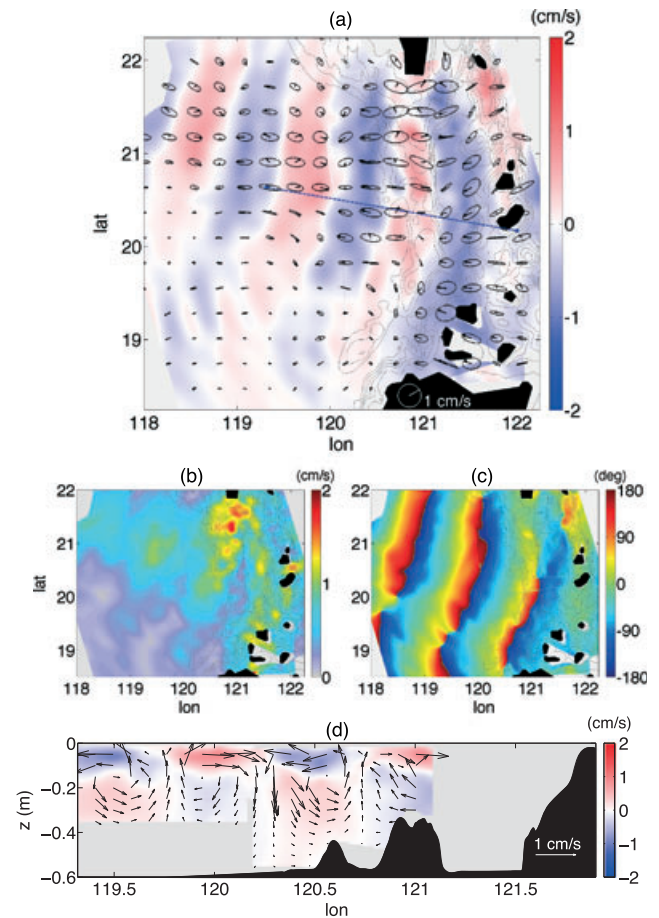 (a)
(cm/s)
2
1
0
-1
-2
22
21
20
19
lat
1 cm/s
118 119 120 121 122
lon
(b) (cm/s) (c) (deg)
22 2 22 180
21 21 90
lat 1 0
20 20 -90
19 19
0 -180
118 119 120 121 122 118 119 120 121 122
lon lon
(d) (cm/s)
0 2
−0.2 1
z (m) 0
−0.4 1 cm/s −1
−0.6 −2
119.5 120 120.5 121 121.5
lon